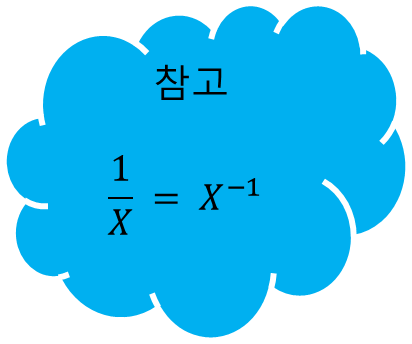 참고
1/X = X⁻¹